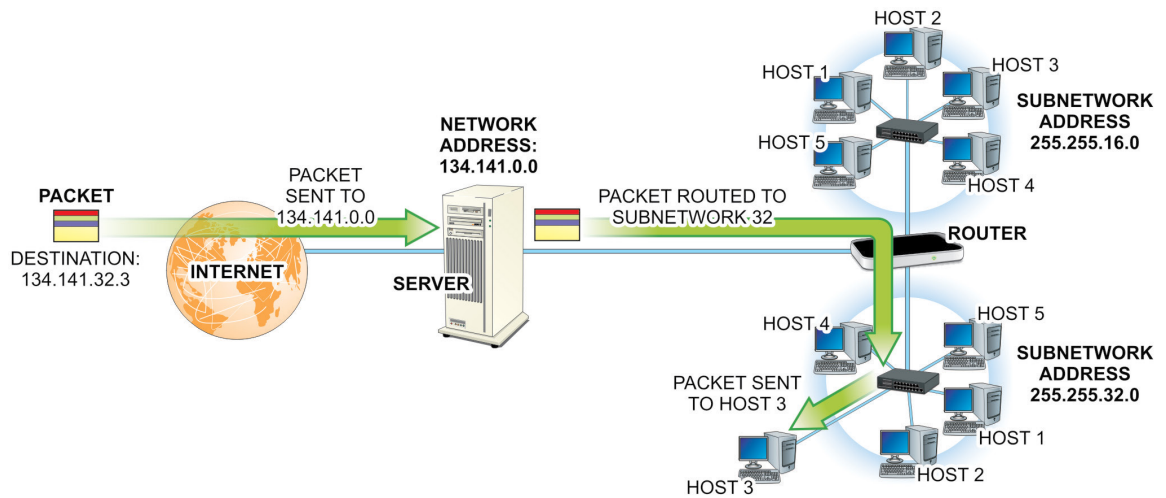 PACKET
DESTINATION:
134.141.32.3
INTERNET
PACKET
SENT TO
134.141.0.0
NETWORK
ADDRESS:
134.141.0.0
SERVER
PACKET ROUTED TO
SUBNETWORK 32
ROUTER
HOST 2
HOST 1
HOST 3
HOST 5
HOST 4
SUBNETWORK
ADDRESS
255.255.16.0
HOST 4
HOST 5
PACKET SENT
TO HOST 3
SUBNETWORK
ADDRESS
255.255.32.0
HOST 1
HOST 2
HOST 3